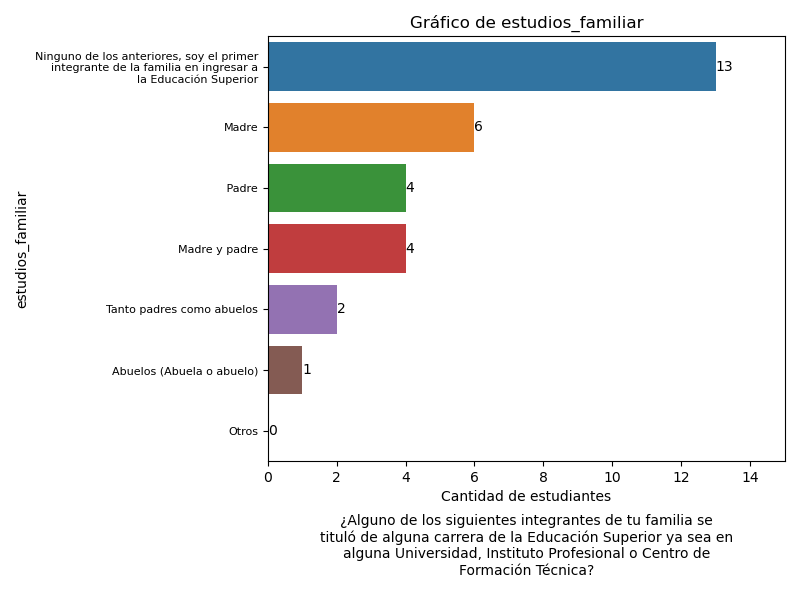 Gráfico de estudios_familiar
Ninguno de los anteriores, soy el primer
integrante de la familia en ingresar a
la Educación Superior
13
Madre
6
Padre
4
Madre y padre
4
Tanto padres como abuelos
2
Abuelos (Abuela o abuelo)
1
Otros
0
estudios_familiar
0 2 4 6 8 10 12 14
Cantidad de estudiantes
¿Alguno de los siguientes integrantes de tu familia se
tituló de alguna carrera de la Educación Superior ya sea en
alguna Universidad, Instituto Profesional o Centro de
Formación Técnica?